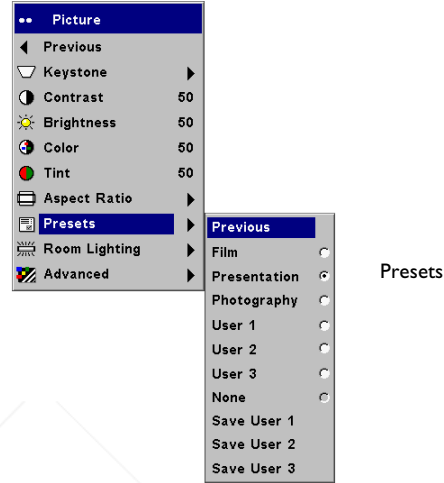 Picture
Previous
Keystone
Contrast 50
Brightness 50
Color 50
Tint 50
Aspect Ratio
Presets
Room Lighting
Advanced
Previous
Film
Presentation
Photography
User 1
User 2
User 3
None
Save User 1
Save User 2
Save User 3
Presets